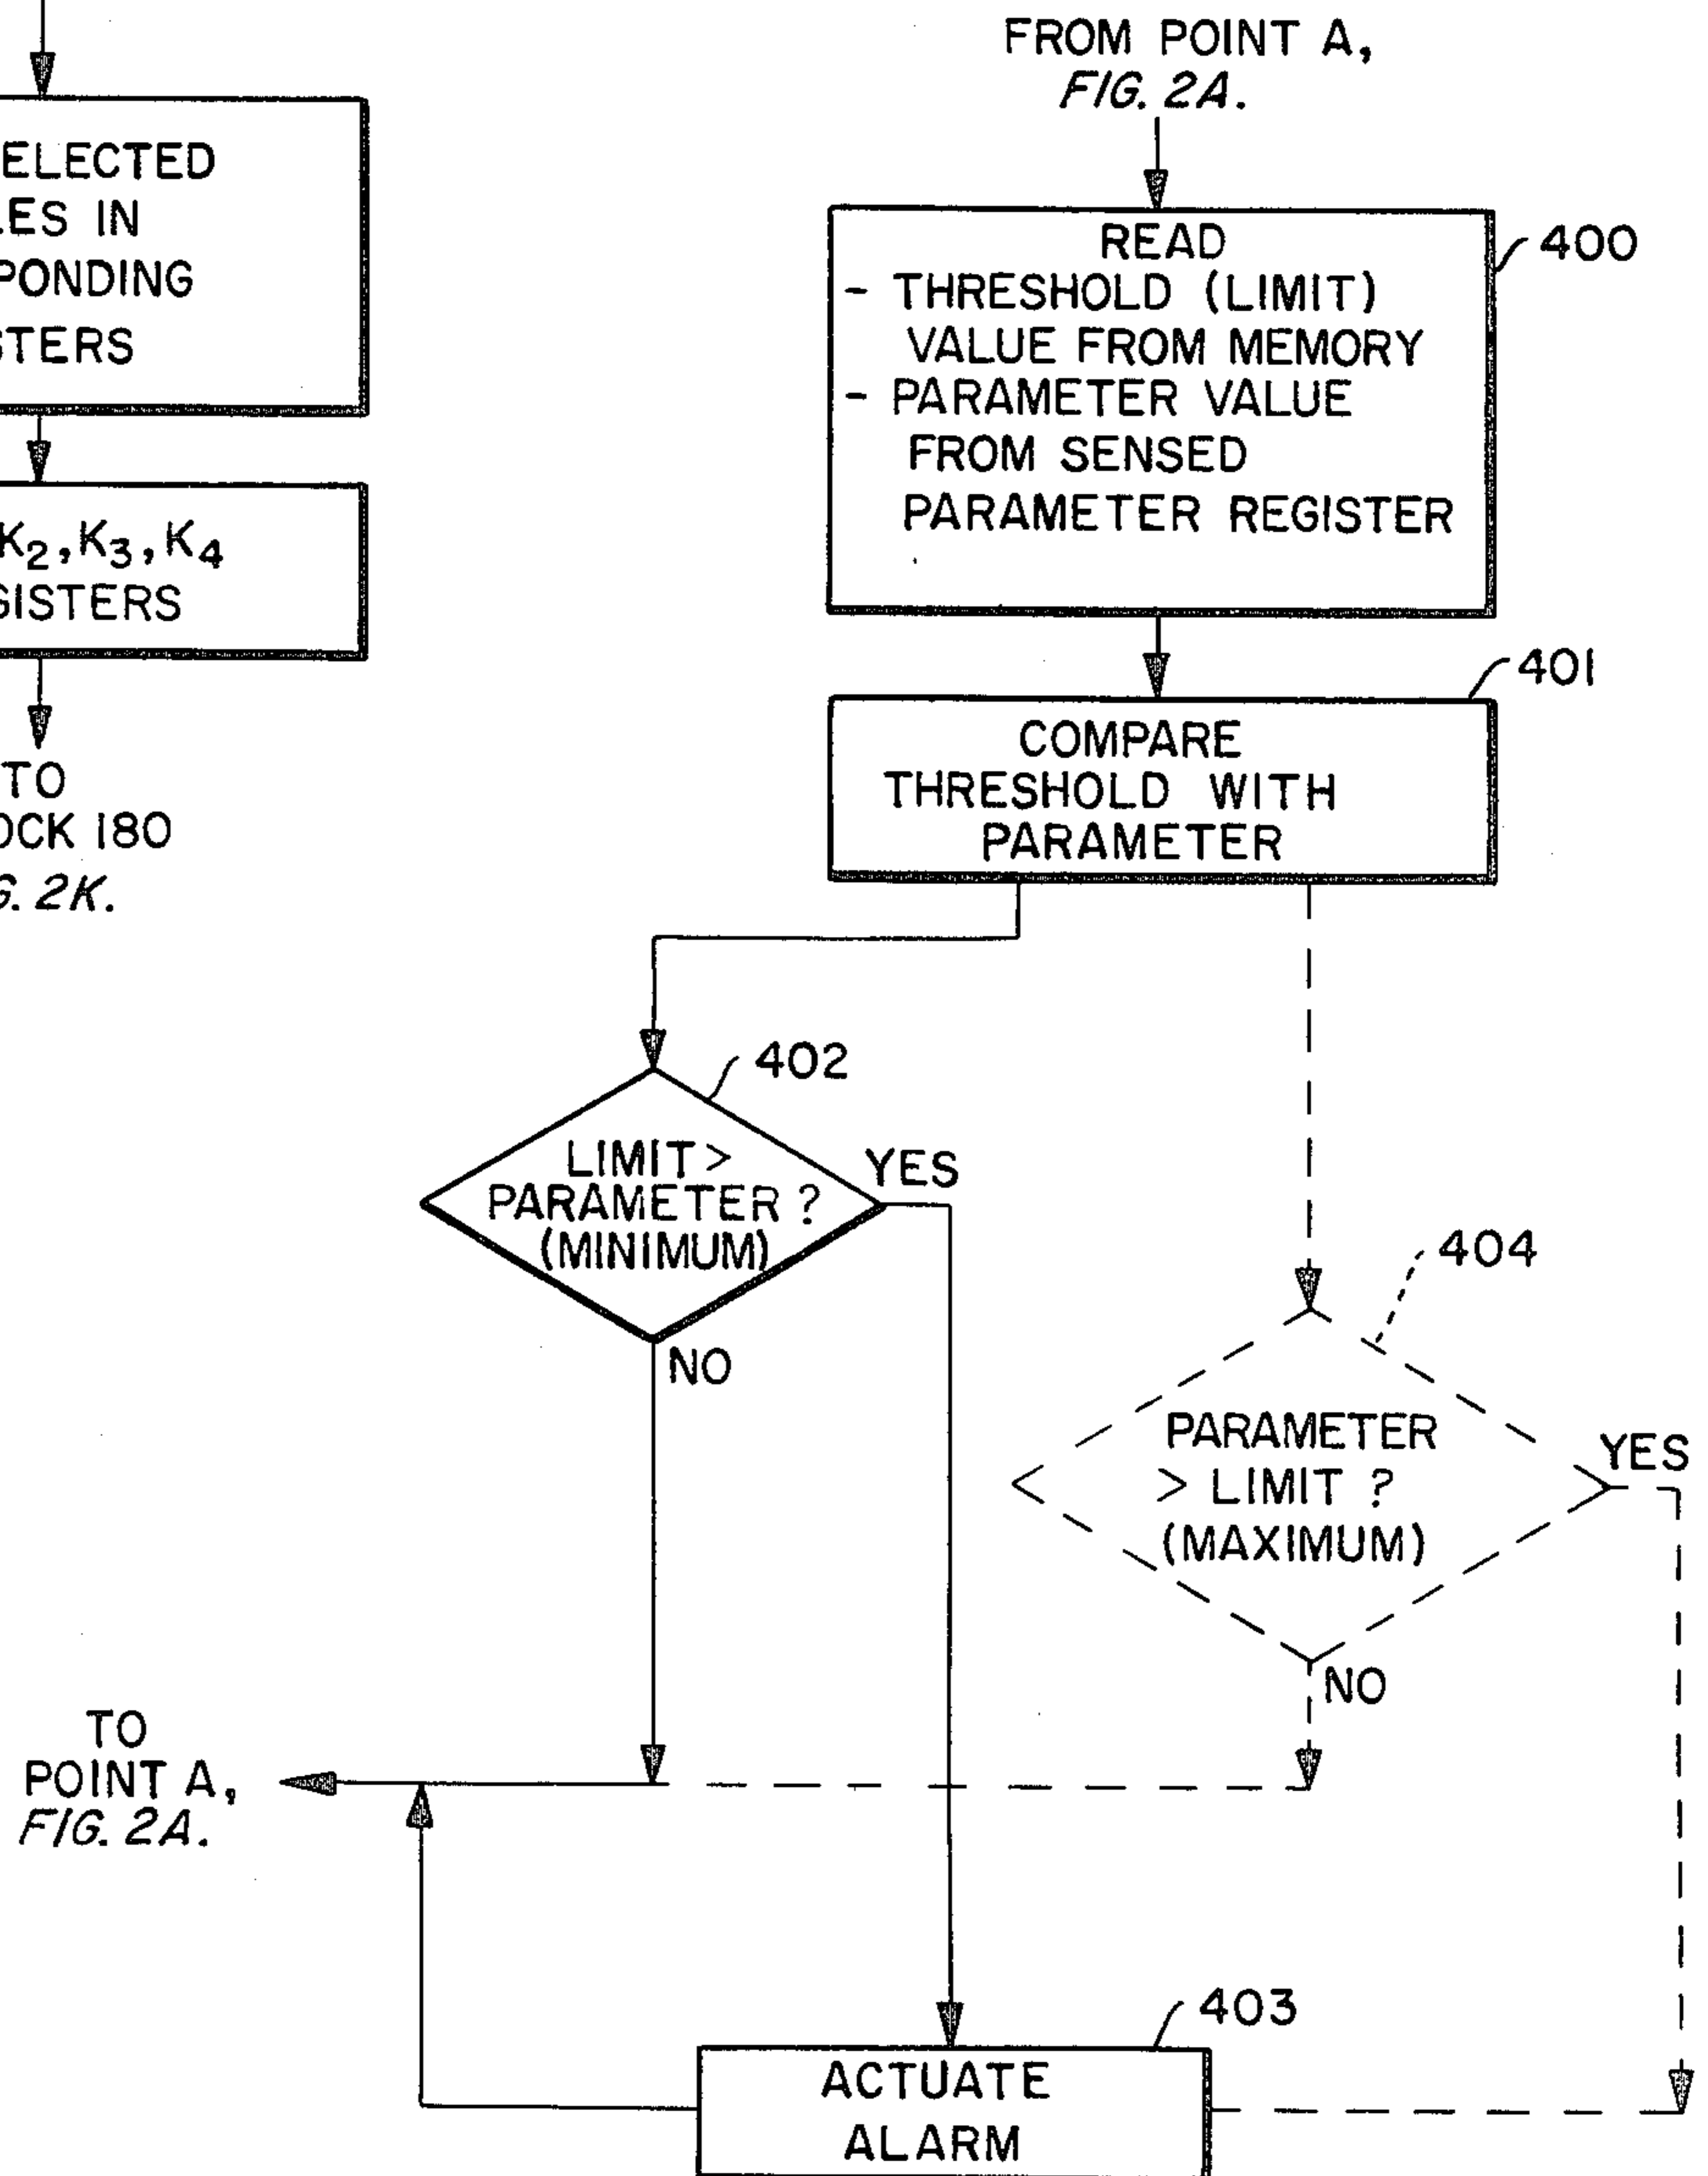 ELECTED
LES IN
PONDING
STERS
K2, K3, K4
GISTERS
TO
OCK 180
G. 2K.
FROM POINT A,
FIG. 2A.
READ
- THRESHOLD (LIMIT)
VALUE FROM MEMORY
- PARAMETER VALUE
FROM SENSED
PARAMETER REGISTER
400
COMPARE
THRESHOLD WITH
PARAMETER
401
LIMIT >
PARAMETER ?
(MINIMUM)
402
YES
NO
PARAMETER
> LIMIT ?
(MAXIMUM)
404
YES
NO
TO
POINT A,
FIG. 2A.
ACTUATE
ALARM
403